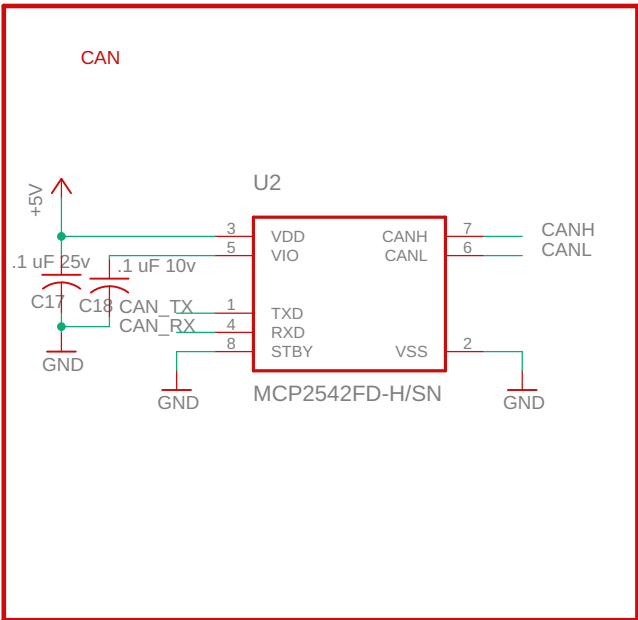 CAN
U2
+5V
3 VDD CANH 7 CANH
5 VIO CANL 6 CANL
.1 uF 25v
.1 uF 10v
C17
C18
CAN_TX 1 TXD
CAN_RX 4 RXD
8 STBY VSS 2
GND
GND
MCP2542FD-H/SN
GND